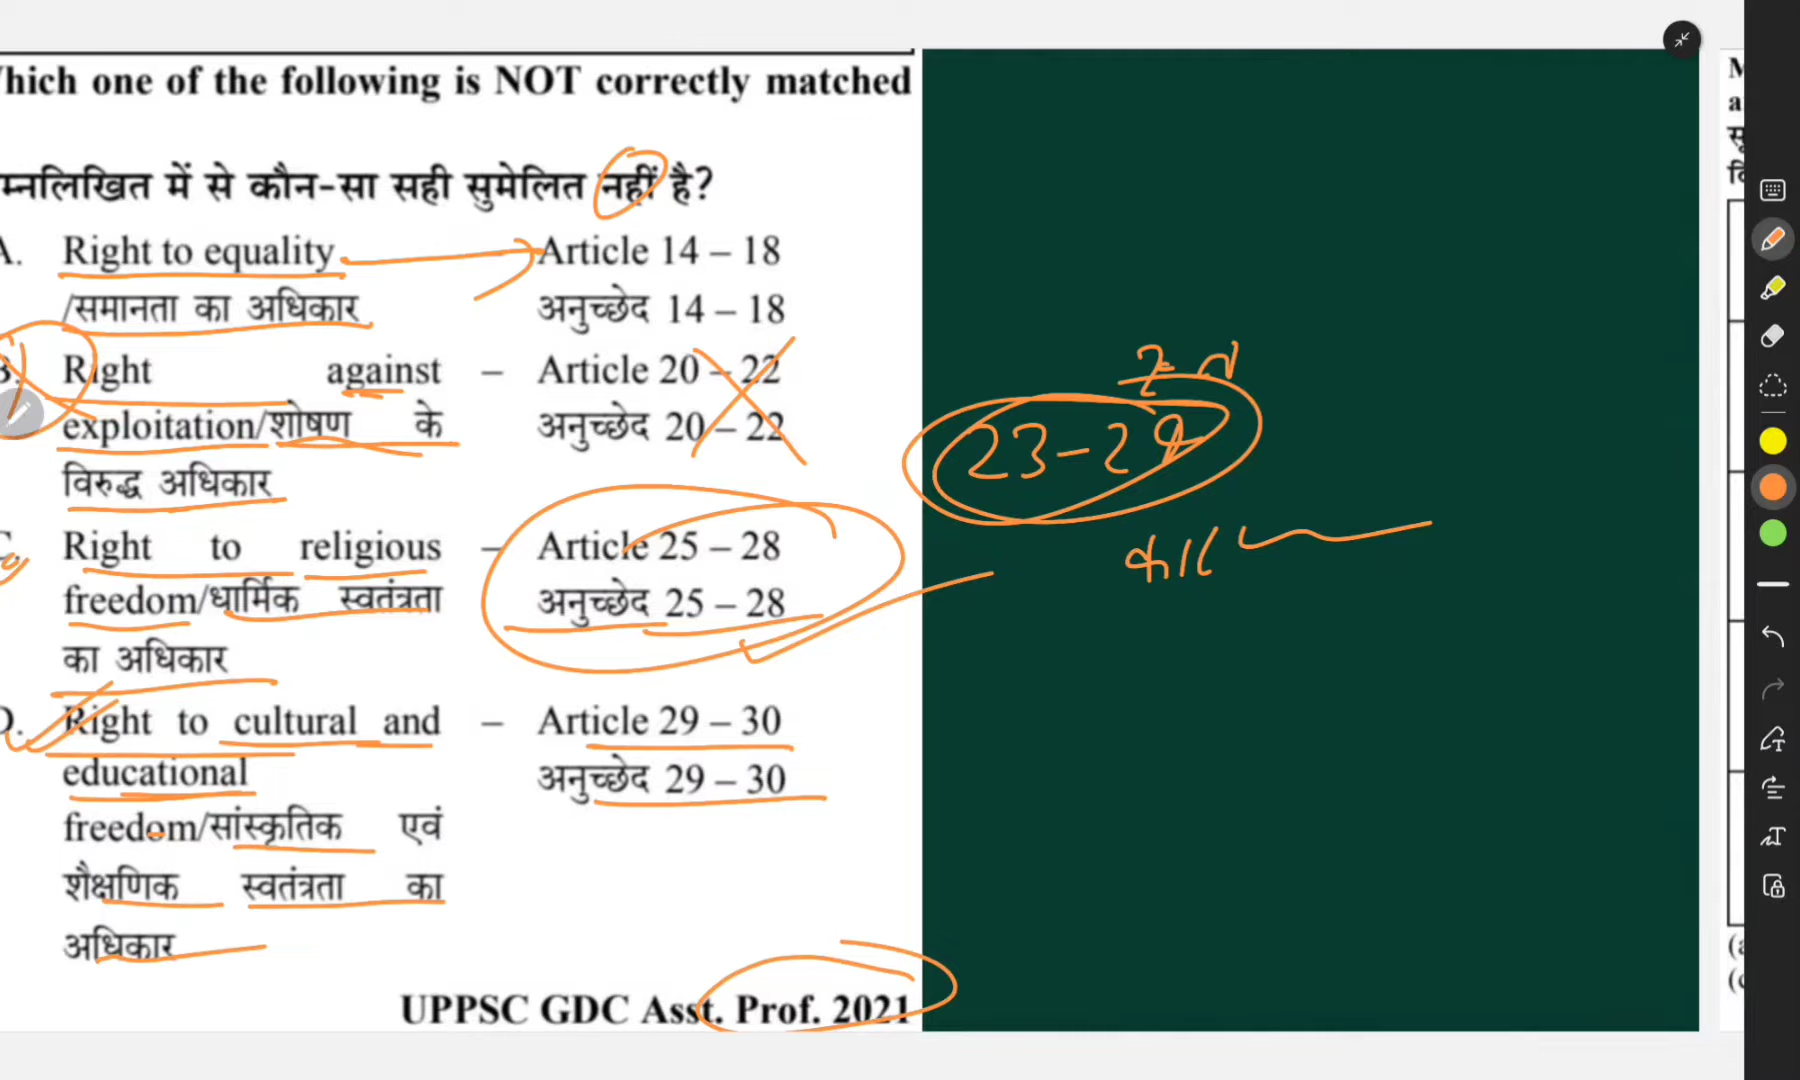 hich one of the following is NOT correctly matched
म्नलिखित में से कौन-सा सही सुमेलित नहीं है?
A. Right to equality Article 14 – 18
/समानता का अधिकार अनुच्छेद 14 – 18
B. Right against – Article 20 – 22
exploitation/शोषण के अनुच्छेद 20 – 22
विरुद्ध अधिकार
23-24
C. Right to religious – Article 25 – 28
freedom/धार्मिक स्वतंत्रता अनुच्छेद 25 – 28
का अधिकार
D. Right to cultural and – Article 29 – 30
educational अनुच्छेद 29 – 30
freedom/सांस्कृतिक एवं
शैक्षणिक स्वतंत्रता का
अधिकार
UPPSC GDC Asst. Prof. 2021